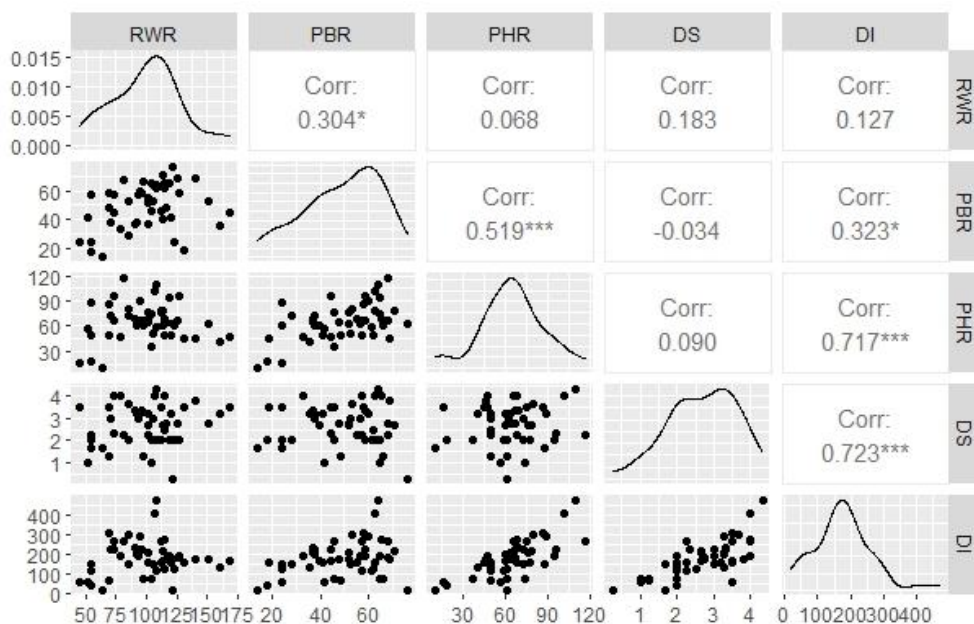 RWR PBR PHR DS DI
0.015
0.010
0.005
0.000
Corr:
0.304*
Corr:
0.068
Corr:
0.183
Corr:
0.127
RWR
60
40
20
Corr:
0.519***
Corr:
-0.034
Corr:
0.323*
PBR
120
90
60
30
Corr:
0.090
Corr:
0.717***
PHR
4
3
2
1
Corr:
0.723***
DS
400
300
200
100
0
DI
50 75 100 125 150 175 20 40 60 30 60 90 120 1 2 3 4 0 100 200 300 400